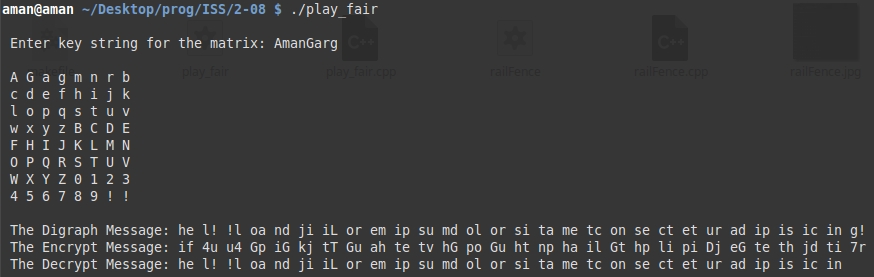 aman@aman ~/Desktop/prog/ISS/2-08 $ ./play_fair
Enter key string for the matrix: AmanGarg
play_fair
play_fair.cpp
railFence
railFence.cpp
railFence.jpg
A G a g m n r b
c d e f h i j k
l o p q s t u v
w x y z B C D E
F H I J K L M N
O P Q R S T U V
W X Y Z 0 1 2 3
4 5 6 7 8 9 ! !
The Digraph Message: he l! !l oa nd ji iL or em ip su md ol or si ta me tc on se ct et ur ad ip is ic in g!
The Encrypt Message: if 4u u4 Gp iG kj tT Gu ah te tv hG po Gu ht np ha il Gt hp li pi Dj eG te th jd ti 7r
The Decrypt Message: he l! !l oa nd ji iL or em ip su md ol or si ta me tc on se ct et ur ad ip is ic in